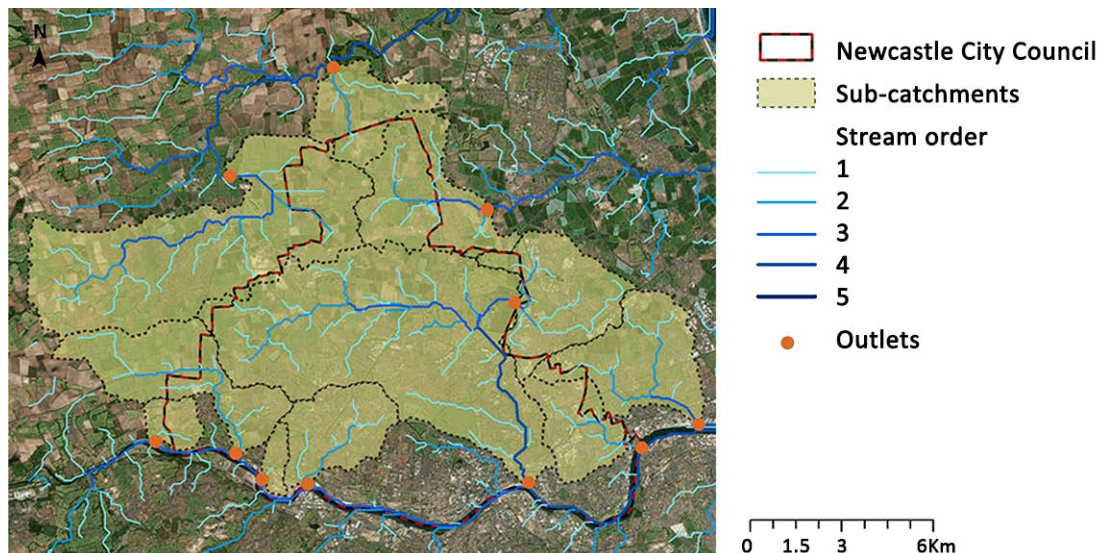 N
Newcastle City Council
Sub-catchments
Stream order
1
2
3
4
5
Outlets
0 1.5 3 6Km